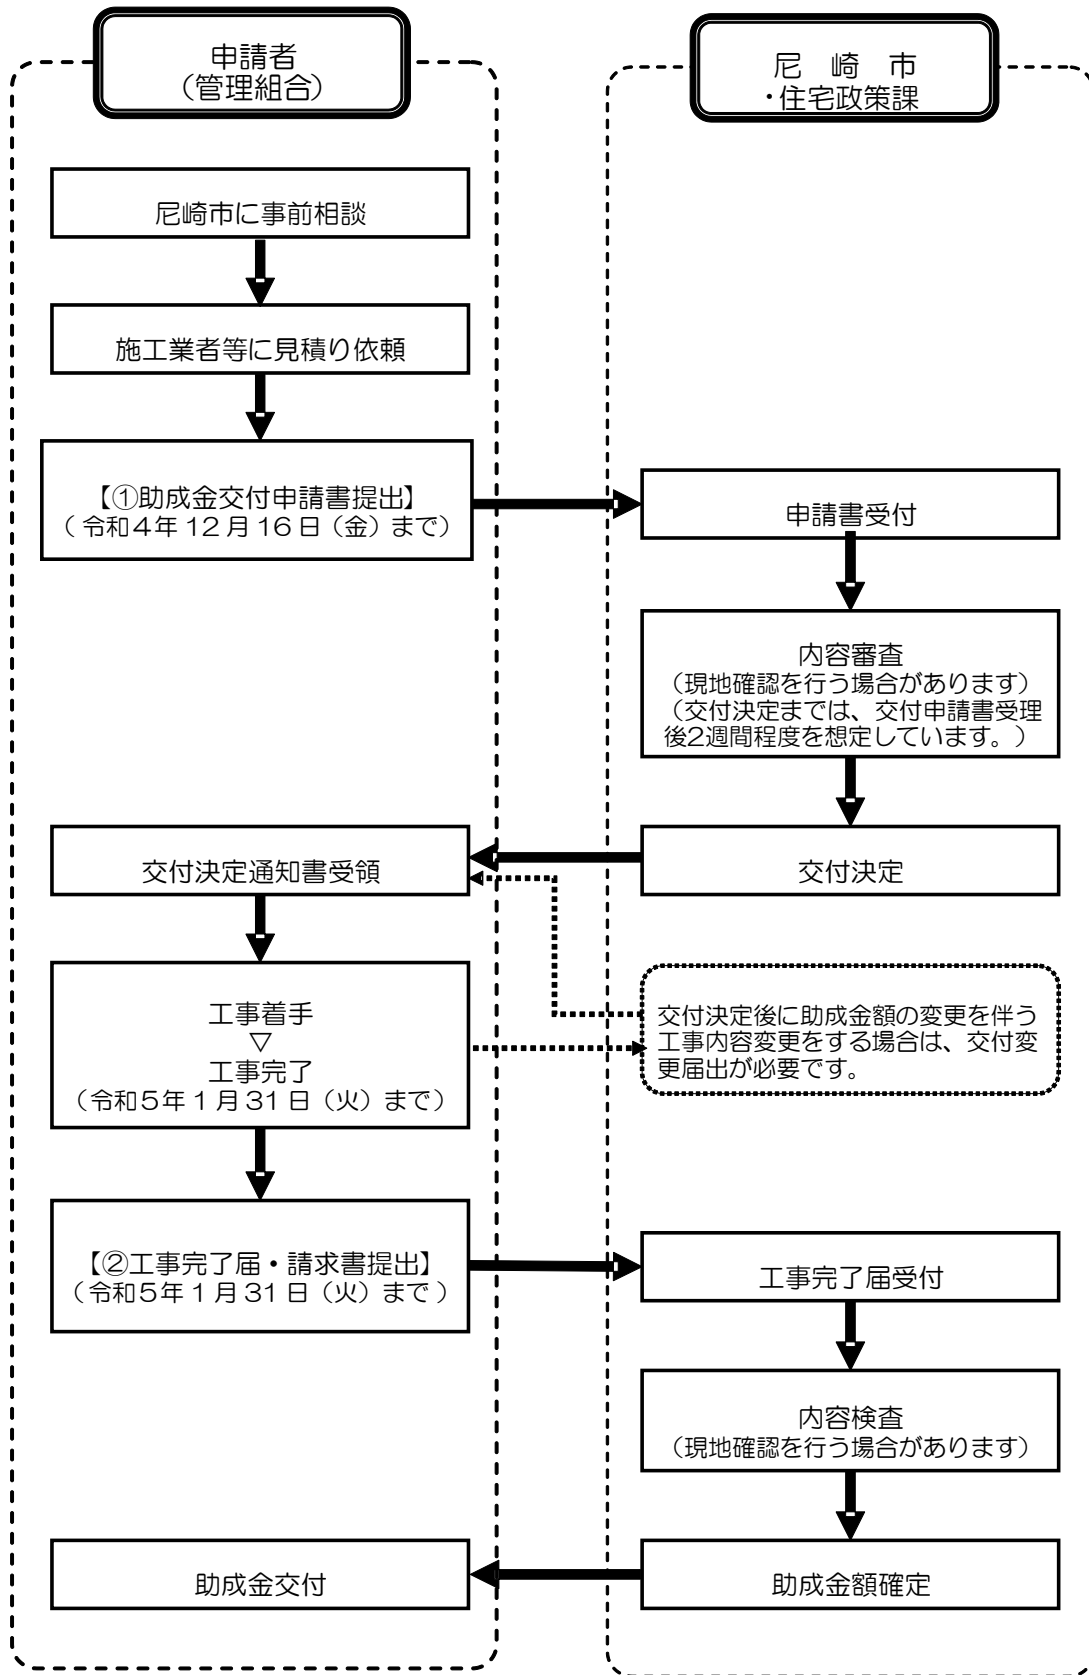 申請者
(管理組合)
尼 崎 市
・住宅政策課
尼崎市に事前相談
施工業者等に見積り依頼
【①助成金交付申請書提出】
(令和4年12月16日(金)まで)
申請書受付
内容審査
(現地確認を行う場合があります)
(交付決定までは、交付申請書受理
後2週間程度を想定しています。)
交付決定
交付決定通知書受領
工事着手
▽
工事完了
(令和5年1月31日(火)まで)
交付決定後に助成金額の変更を伴う
工事内容変更をする場合は、交付変
更届出が必要です。
【②工事完了届・請求書提出】
(令和5年1月31日(火)まで)
工事完了届受付
内容検査
(現地確認を行う場合があります)
助成金額確定
助成金交付